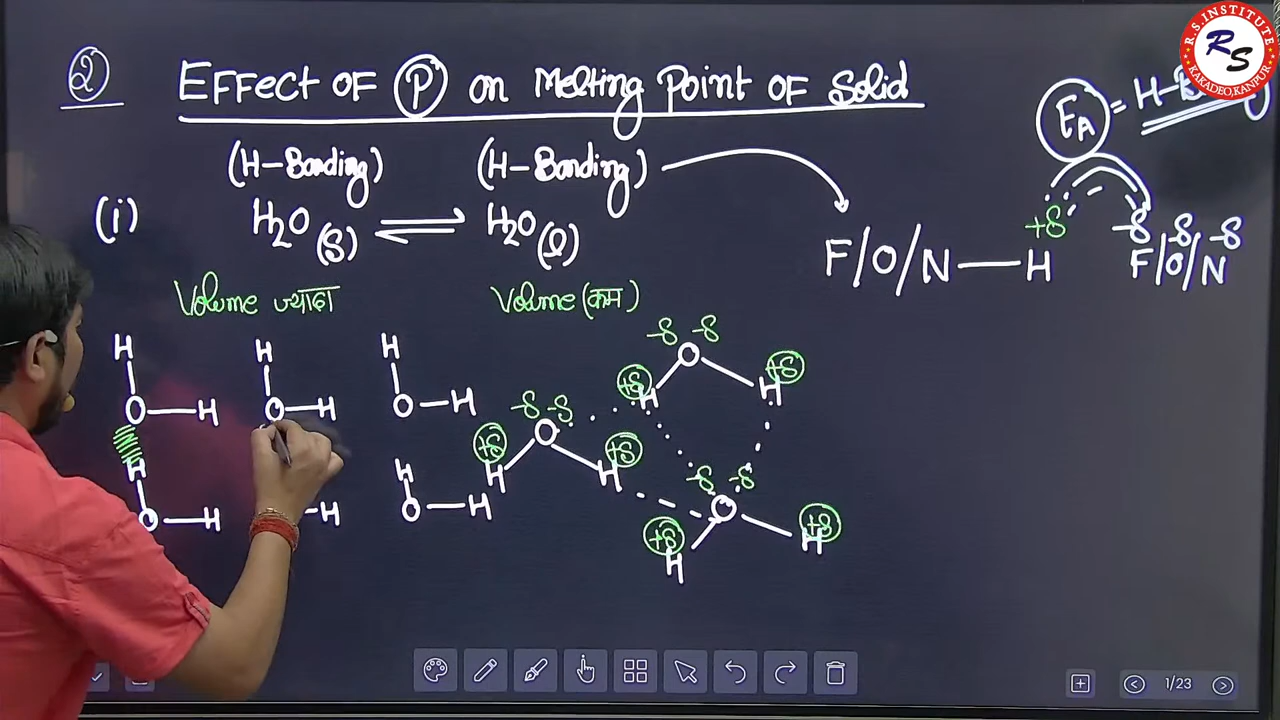 ② Effect of Ⓟ on Melting Point of Solid
R.S.INSTITUTE
RS
KAKADEO,KANPUR
E_A = H-B
(H-Bonding) (H-Bonding)
(i) H2O(s) ⇌ H2O(l)
+δ -δ -δ -δ
F/O/N — H F/O/N
Volume ज्यादा Volume (कम)
-δ -δ
H H H O
+δ +δ
H H
O — H O — H O — H
-δ -δ
O
+δ +δ
H H
H H
-δ -δ
O — H H O — H O
+δ +δ
H H
1/23